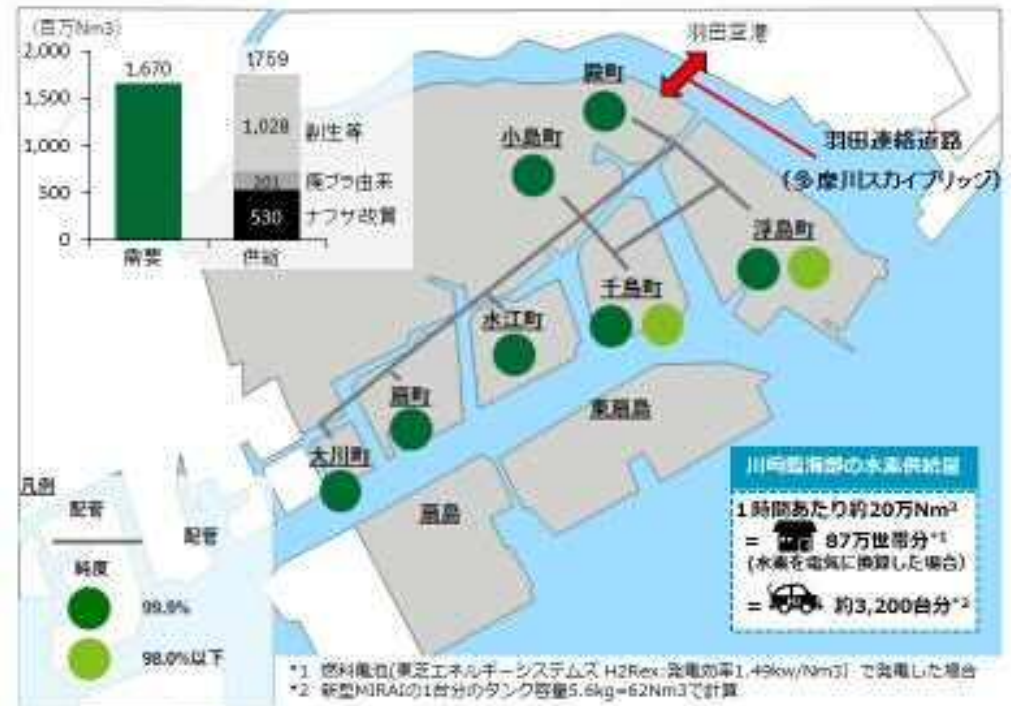 （百万Nm3）
2,000
1,500
1,000
500
0
1,670
需要
1759
1,028 副生等
201 廃プラ由来
530 ナフサ改質
供給
羽田空港
殿町
小島町
羽田連絡道路
（多摩川スカイブリッジ）
浮島町
千鳥町
水江町
扇町
大川町
東扇島
扇島
凡例
配管
配管
純度
99.9%
98.0%以下
川崎臨海部の水素供給量
1時間あたり約20万Nm3
= 87万世帯分*1
(水素を電気に換算した場合)
= 約3,200台分*2
*1 燃料電池(東芝エネルギーシステムズ H2Rex:発電効率1.49kw/Nm3) で発電した場合
*2 新型MIRAIの1台分のタンク容量5.6kg=62Nm3で計算